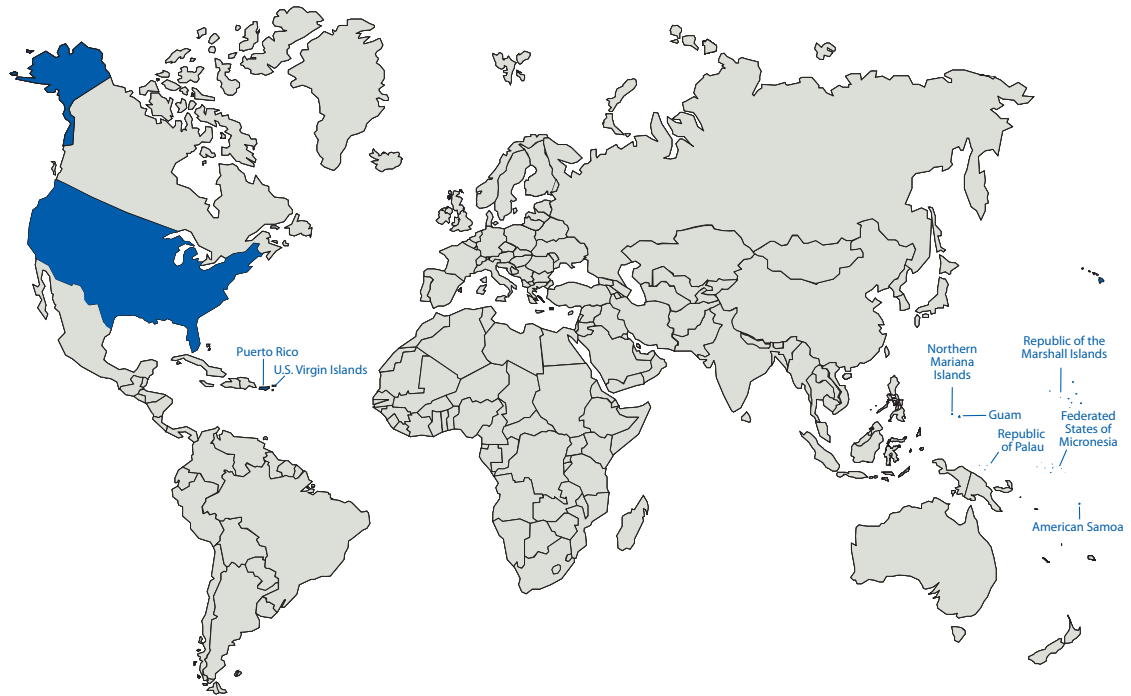 Puerto Rico
U.S. Virgin Islands
Northern
Mariana
Islands
Republic of the
Marshall Islands
Guam
Federated
States of
Micronesia
Republic
of Palau
American Samoa